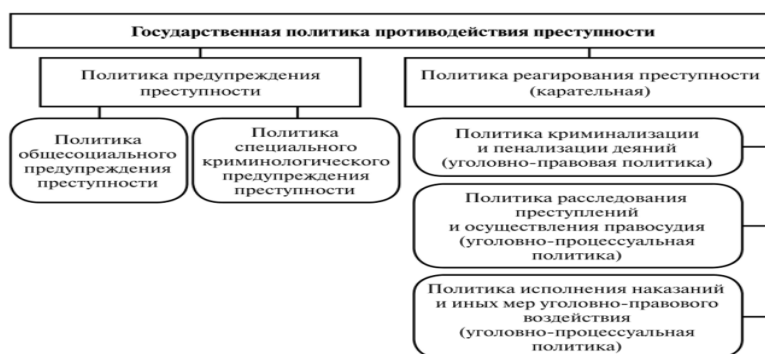 Государственная политика противодействия преступности
Политика предупреждения
преступности
Политика реагирования преступности
(карательная)
Политика
общесоциального
предупреждения
преступности
Политика
специального
криминологического
предупреждения
преступности
Политика криминализации
и пенализации деяний
(уголовно-правовая политика)
Политика расследования
преступлений
и осуществления правосудия
(уголовно-процессуальная
политика)
Политика исполнения наказаний
и иных мер уголовно-правового
воздействия
(уголовно-процессуальная
политика)